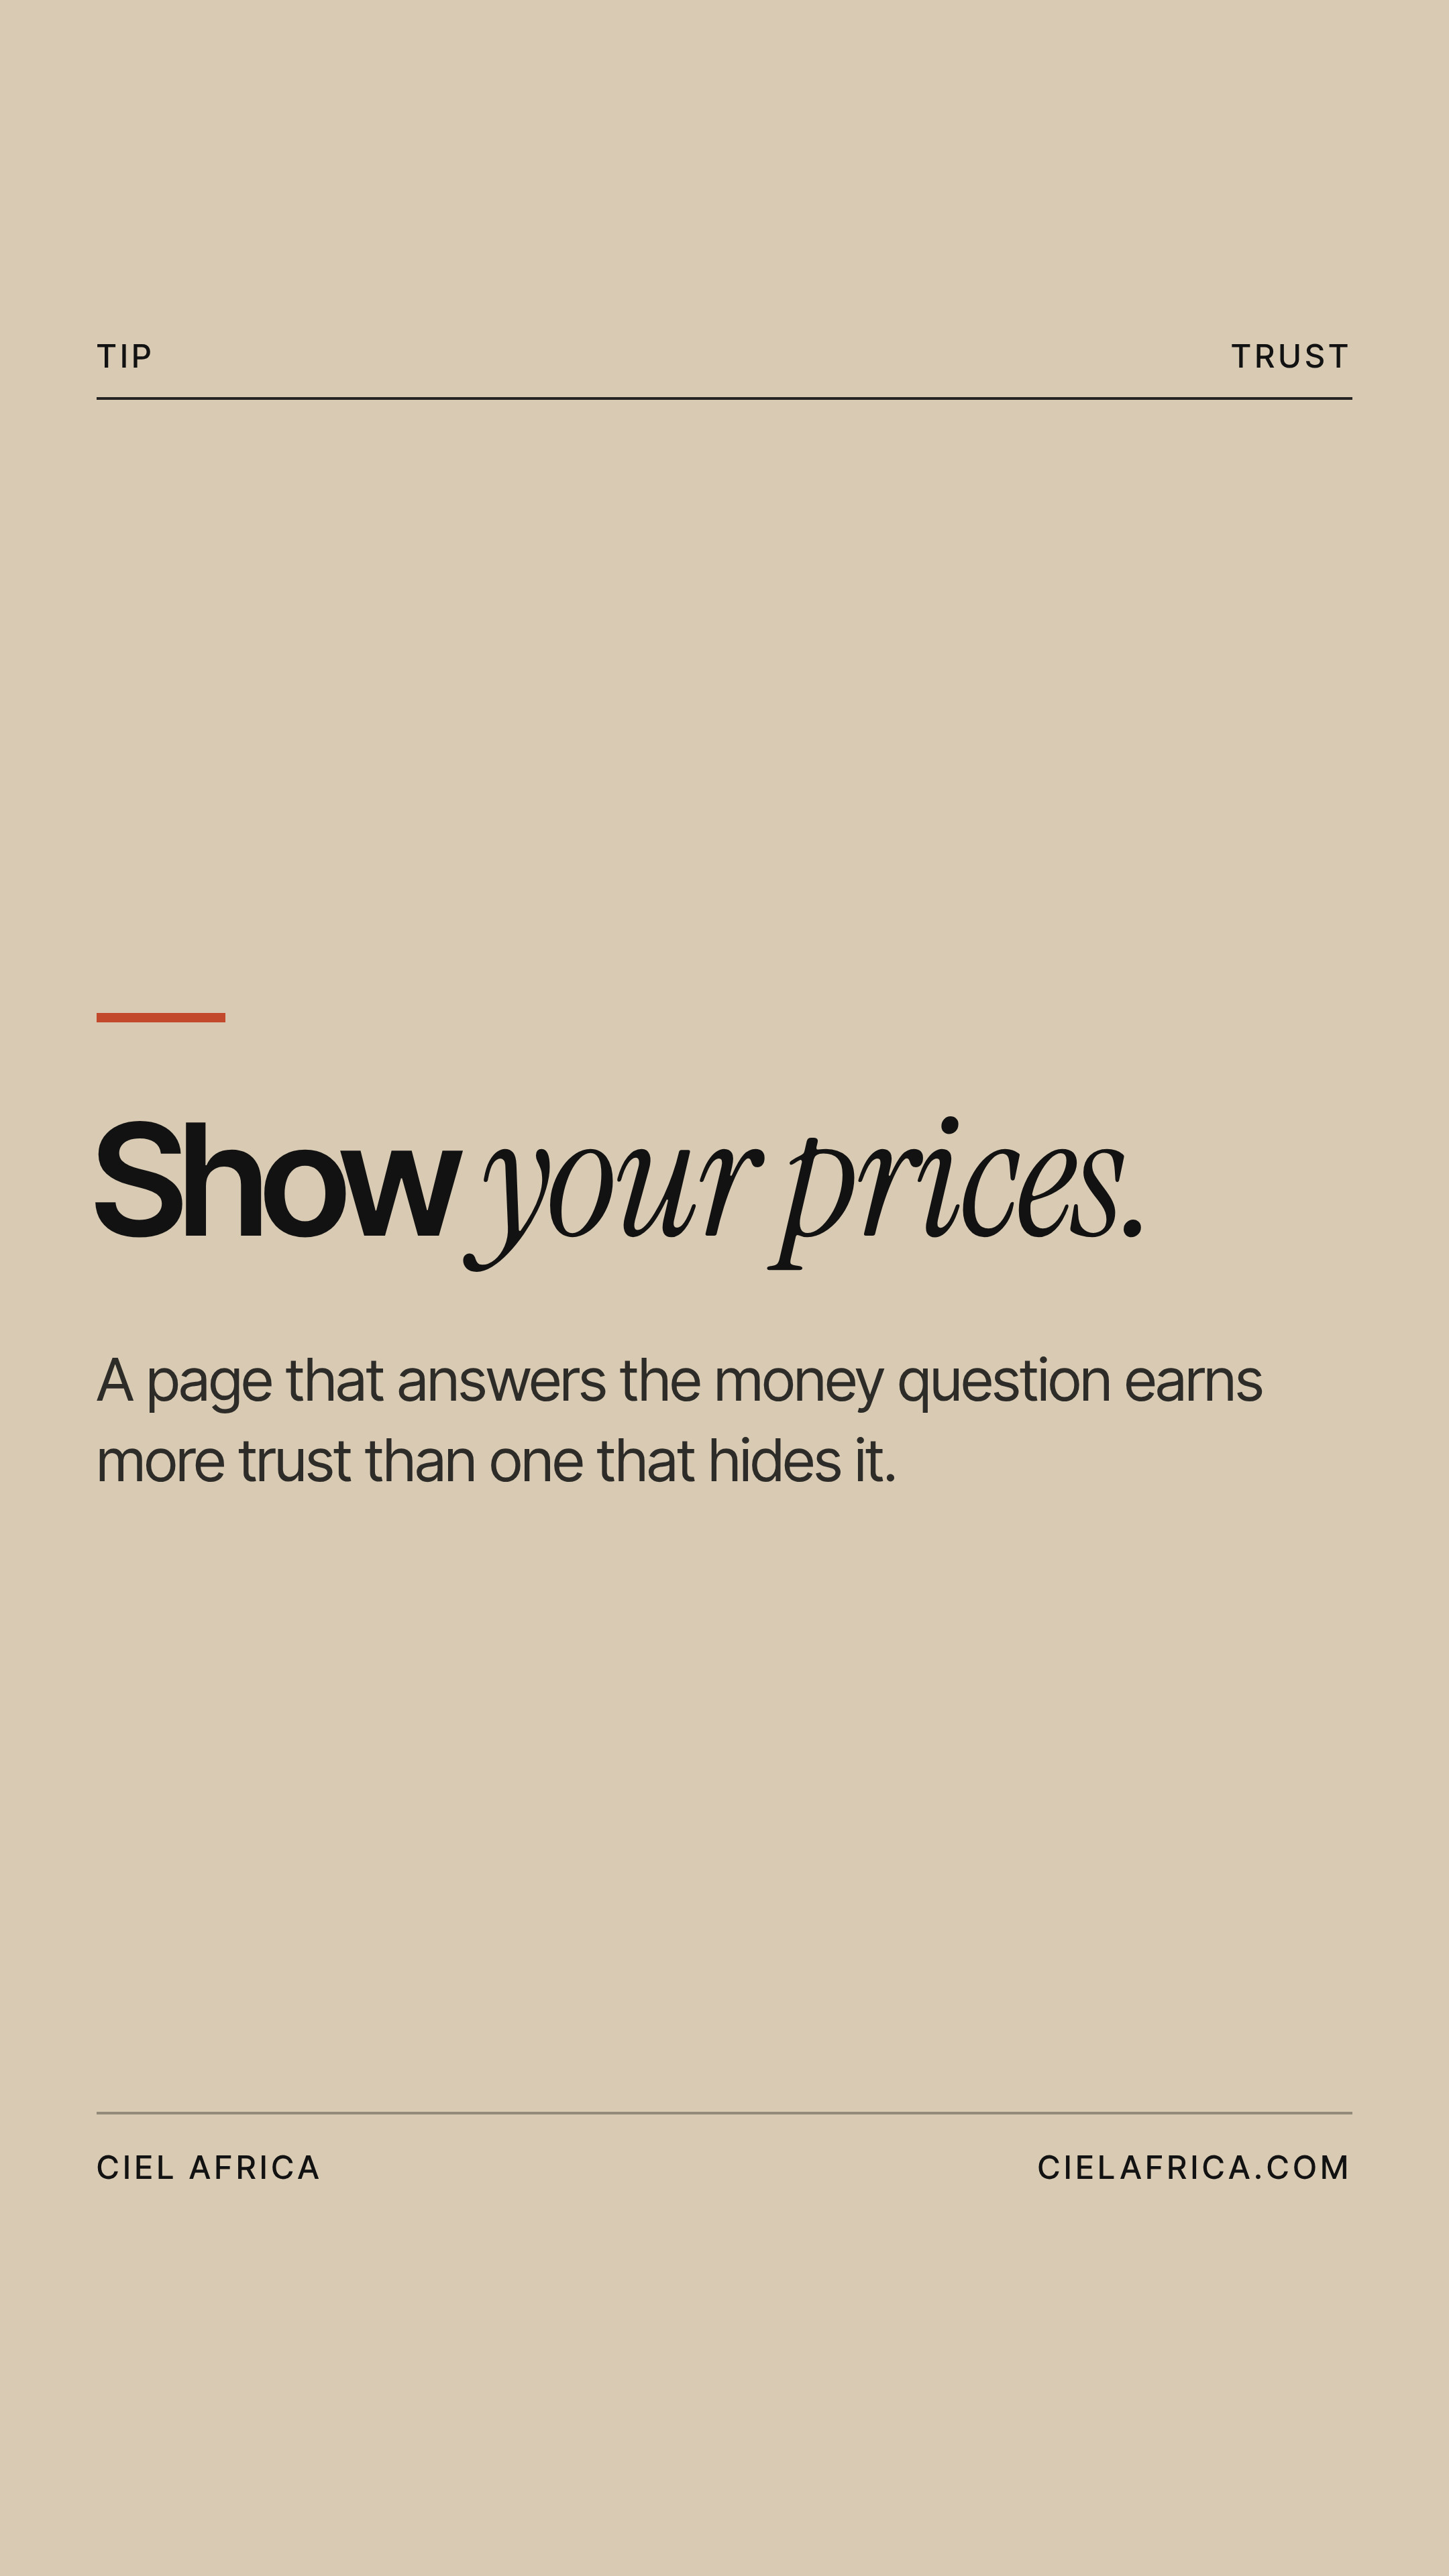 TIP
TRUST
Show your prices.
A page that answers the money question earns
more trust than one that hides it.
CIEL AFRICA
CIELAFRICA.COM